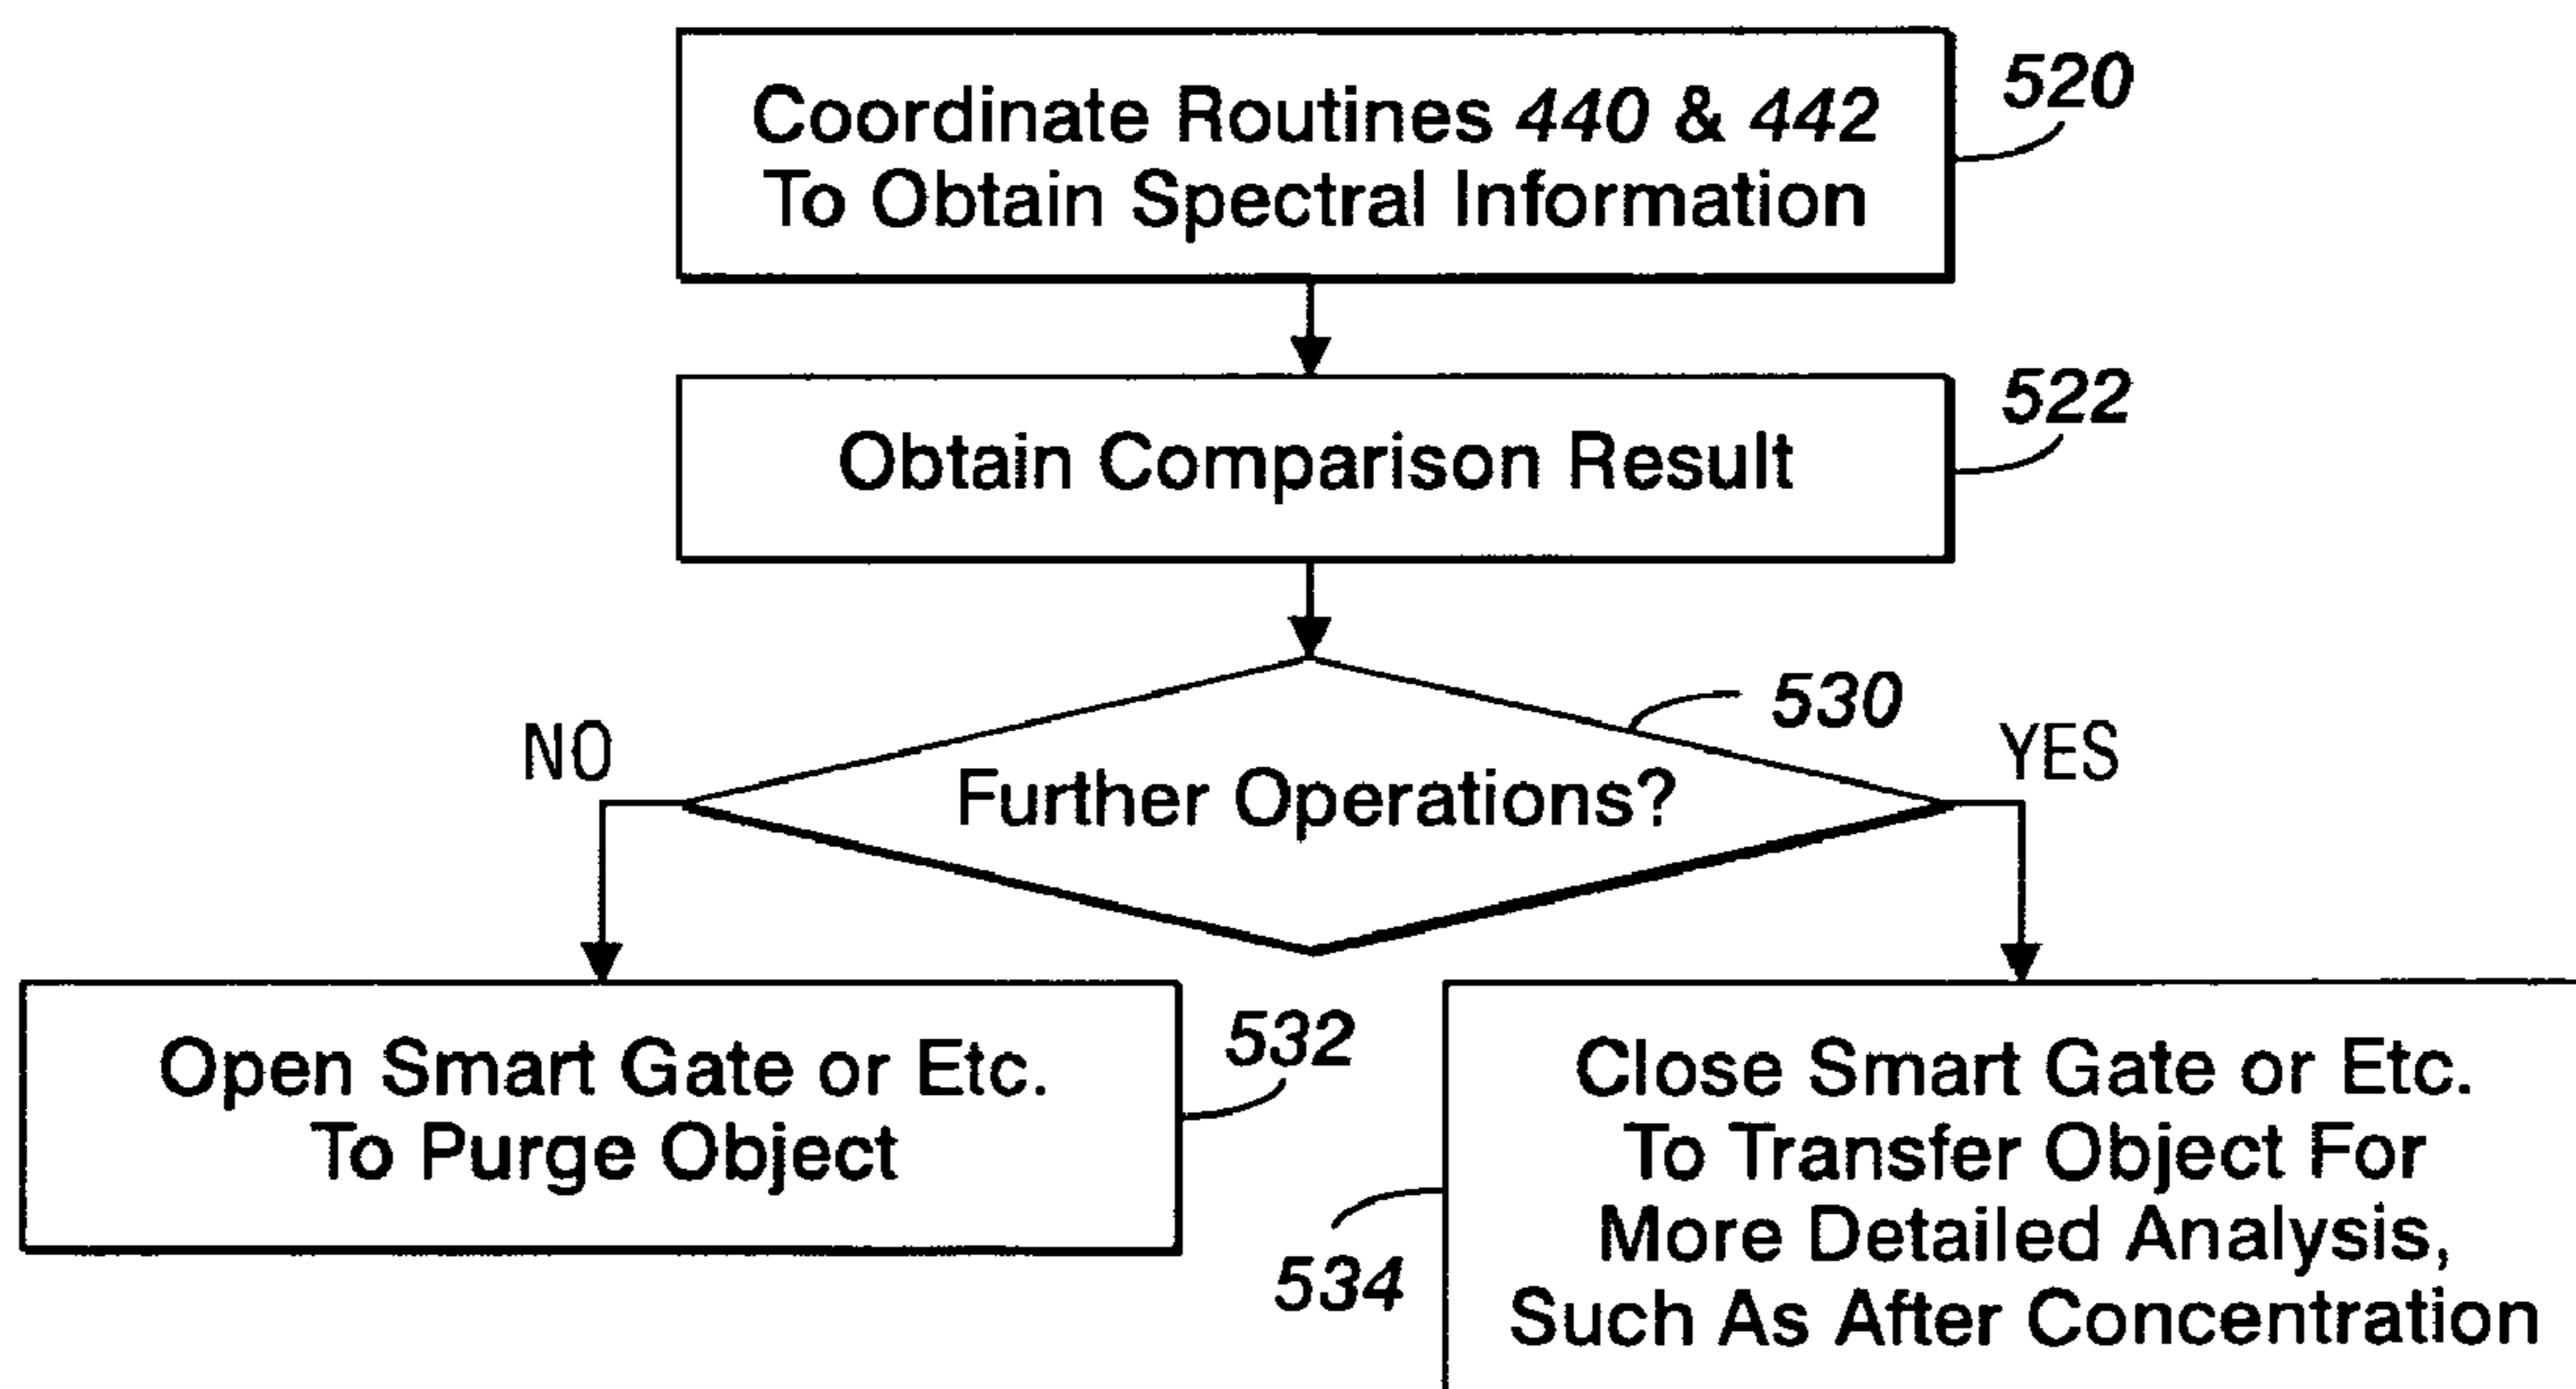 Coordinate Routines 440 & 442
To Obtain Spectral Information
520
Obtain Comparison Result
522
530
NO
Further Operations?
YES
Open Smart Gate or Etc.
To Purge Object
532
Close Smart Gate or Etc.
To Transfer Object For
More Detailed Analysis,
Such As After Concentration
534